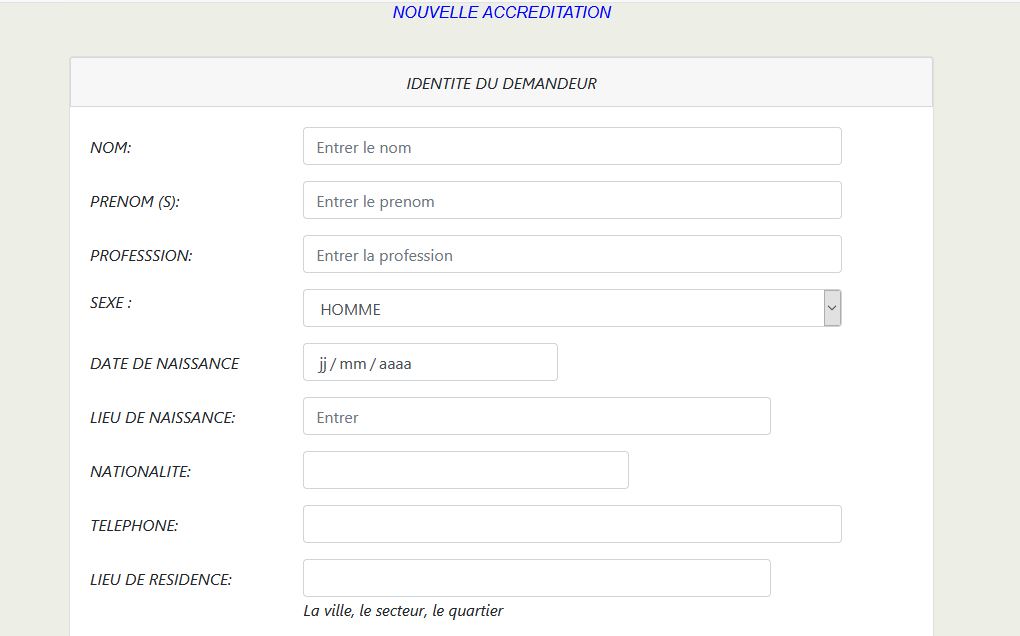 NOUVELLE ACCREDITATION
IDENTITE DU DEMANDEUR
NOM: Entrer le nom
PRENOM (S): Entrer le prenom
PROFESSSION: Entrer la profession
SEXE : HOMME
DATE DE NAISSANCE jj / mm / aaaa
LIEU DE NAISSANCE: Entrer
NATIONALITE:
TELEPHONE:
LIEU DE RESIDENCE:
La ville, le secteur, le quartier